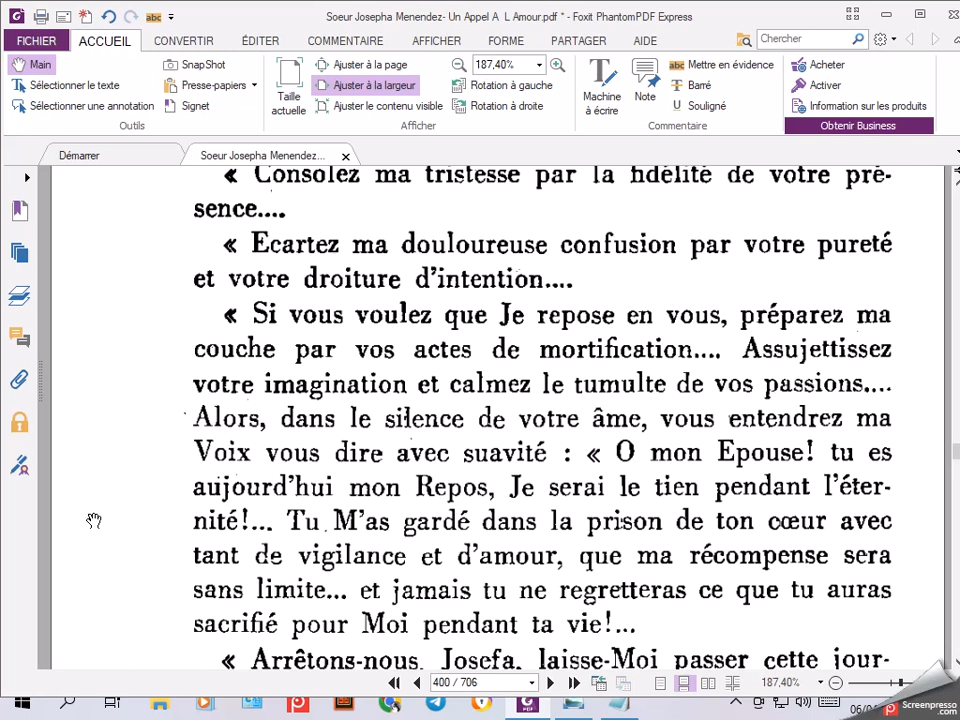 Soeur Josepha Menendez- Un Appel A L Amour.pdf * - Foxit PhantomPDF Express
FICHIER ACCUEIL CONVERTIR ÉDITER COMMENTAIRE AFFICHER FORME PARTAGER AIDE Chercher
Main SnapShot Ajuster à la page 187,40% Mettre en évidence Acheter
Sélectionner le texte Presse-papiers Taille actuelle Ajuster à la largeur Rotation à gauche Machine à écrire Note Barré Activer
Sélectionner une annotation Signet Ajuster le contenu visible Rotation à droite Souligné Information sur les produits
Outils Afficher Commentaire Obtenir Business
Démarrer Soeur Josepha Menendez...
« Consolez ma tristesse par la fidélité de votre pré-
sence....
« Ecartez ma douloureuse confusion par votre pureté
et votre droiture d'intention....
« Si vous voulez que Je repose en vous, préparez ma
couche par vos actes de mortification.... Assujettissez
votre imagination et calmez le tumulte de vos passions....
Alors, dans le silence de votre âme, vous entendrez ma
Voix vous dire avec suavité : « O mon Epouse! tu es
aujourd'hui mon Repos, Je serai le tien pendant l'éter-
nité!... Tu M'as gardé dans la prison de ton cœur avec
tant de vigilance et d'amour, que ma récompense sera
sans limite... et jamais tu ne regretteras ce que tu auras
sacrifié pour Moi pendant ta vie!...
« Arrêtons-nous, Josefa, laisse-Moi passer cette jour-
400 / 706 187,40%
Screenpresso
.com